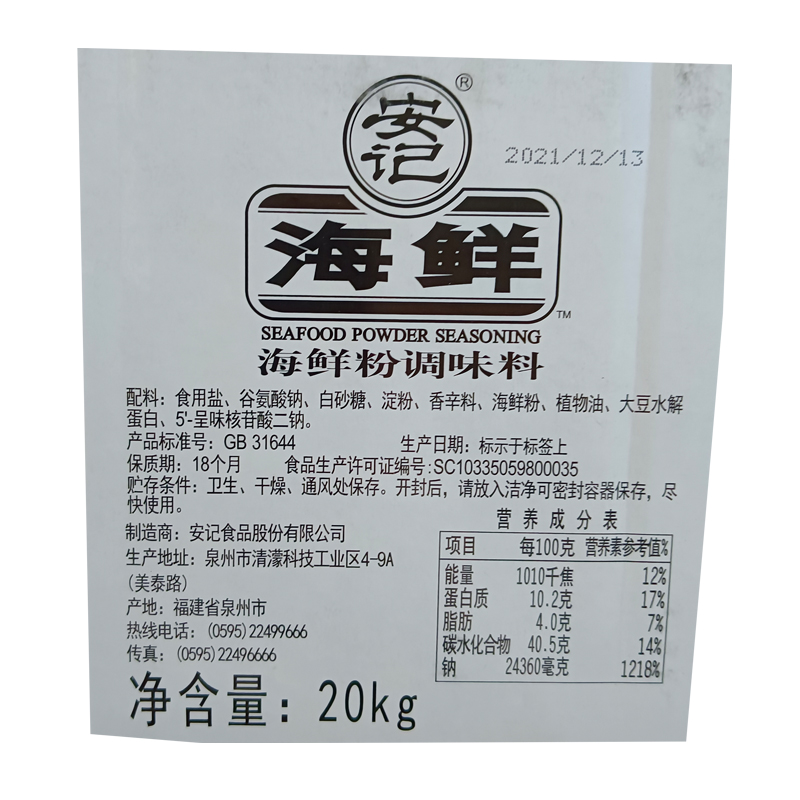 安记®
2021/12/13
海鲜
TM
SEAFOOD POWDER SEASONING
海鲜粉调味料
配料：食用盐、谷氨酸钠、白砂糖、淀粉、香辛料、海鲜粉、植物油、大豆水解
蛋白、5'-呈味核苷酸二钠。
产品标准号：GB 31644 生产日期：标示于标签上
保质期：18个月 食品生产许可证编号:SC10335059800035
贮存条件：卫生、干燥、通风处保存。开封后，请放入洁净可密封容器保存，尽
快使用。
制造商：安记食品股份有限公司
生产地址：泉州市清濛科技工业区4-9A
(美泰路)
产地：福建省泉州市
热线电话：(0595)22499666
传真：(0595)22496666
营养成分表
项目 每100克 营养素参考值%
能量 1010千焦 12%
蛋白质 10.2克 17%
脂肪 4.0克 7%
碳水化合物 40.5克 14%
钠 24360毫克 1218%
净含量：20kg